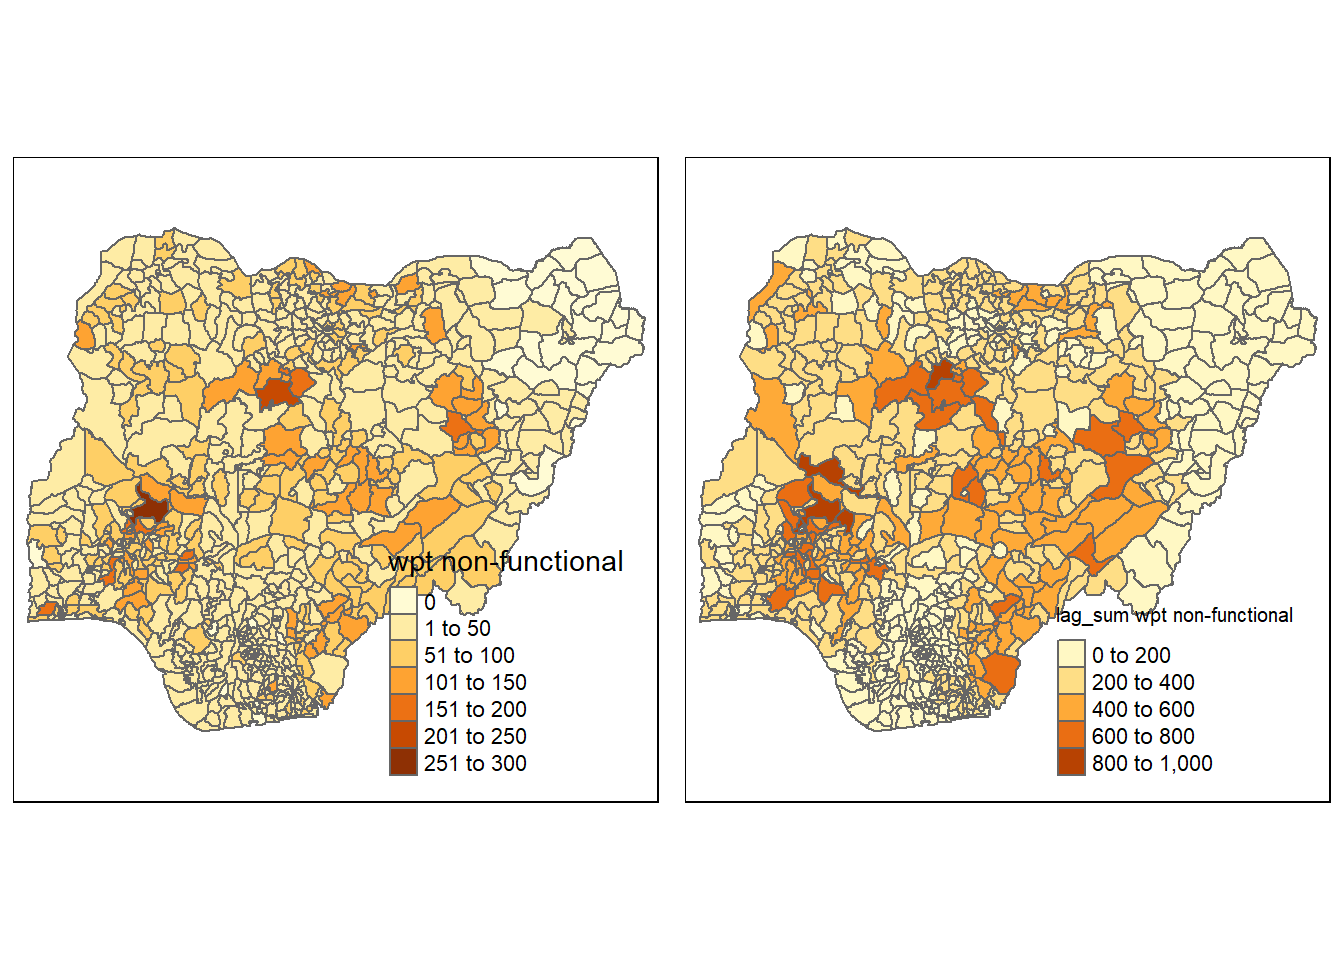 wpt non-functional
0
1 to 50
51 to 100
101 to 150
151 to 200
201 to 250
251 to 300
lag_sum wpt non-functional
0 to 200
200 to 400
400 to 600
600 to 800
800 to 1,000